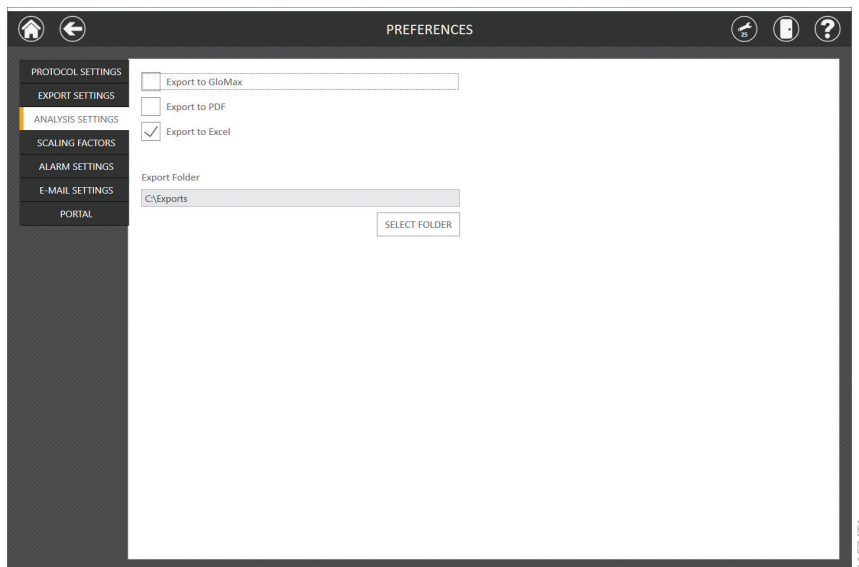 PREFERENCES
25
PROTOCOL SETTINGS
EXPORT SETTINGS
ANALYSIS SETTINGS
SCALING FACTORS
ALARM SETTINGS
E-MAIL SETTINGS
PORTAL
Export to GloMax
Export to PDF
Export to Excel
Export Folder
C:\Exports
SELECT FOLDER